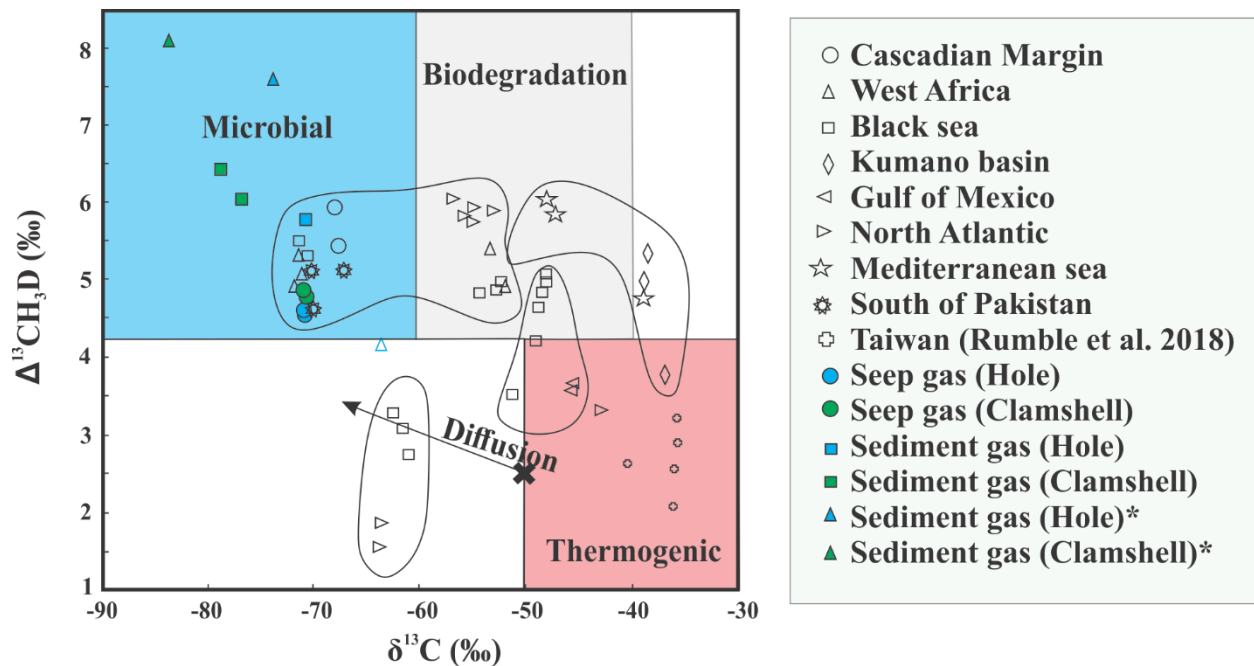 8
7
6
5
4
3
2
1
-90
-80
-70
-60
-50
-40
-30
Δ¹³CH₃D (‰)
δ¹³C (‰)
Microbial
Biodegradation
Diffusion
Thermogenic
Cascadian Margin
West Africa
Black sea
Kumano basin
Gulf of Mexico
North Atlantic
Mediterranean sea
South of Pakistan
Taiwan (Rumble et al. 2018)
Seep gas (Hole)
Seep gas (Clamshell)
Sediment gas (Hole)
Sediment gas (Clamshell)
Sediment gas (Hole)*
Sediment gas (Clamshell)*